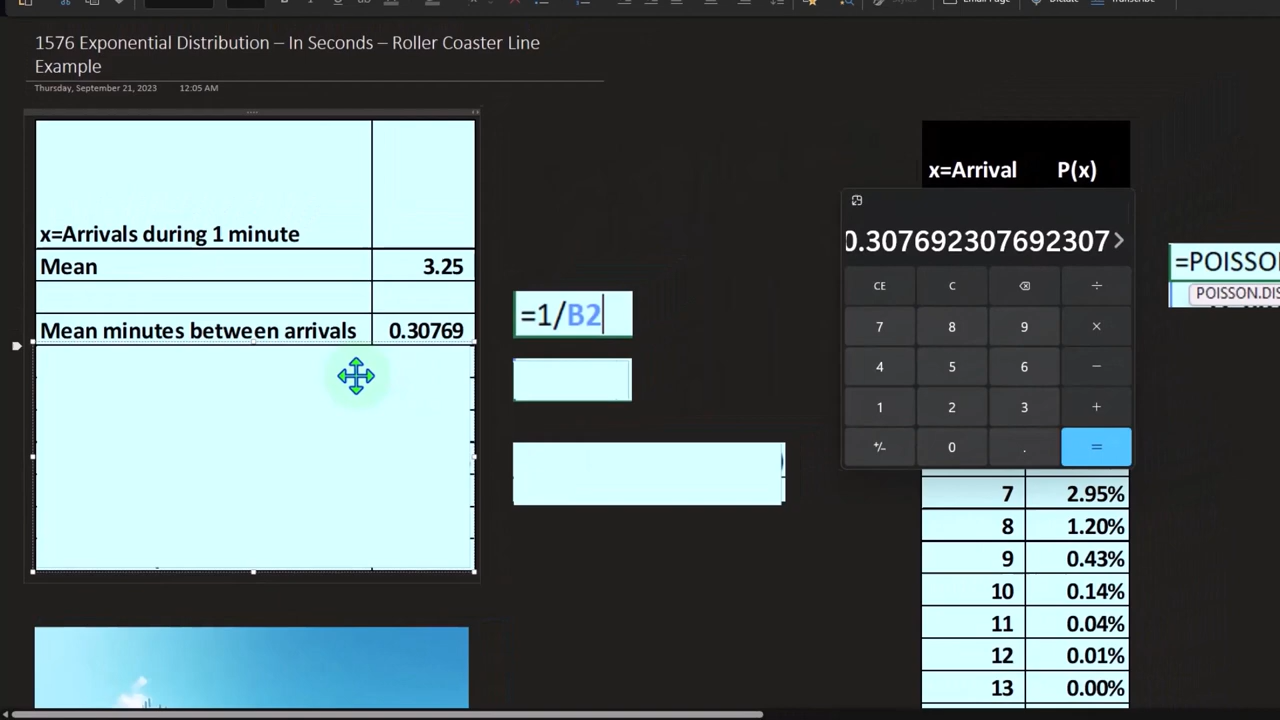 1576 Exponential Distribution – In Seconds – Roller Coaster Line
Example
Thursday, September 21, 2023 12:05 AM
x=Arrivals during 1 minute
Mean 3.25
Mean minutes between arrivals 0.30769
=1/B2
x=Arrival P(x)
0.307692307692307
CE C ÷
7 8 9 ×
4 5 6 −
1 2 3 +
+/− 0 . =
7 2.95%
8 1.20%
9 0.43%
10 0.14%
11 0.04%
12 0.01%
13 0.00%
=POISSO
POISSON.DIS